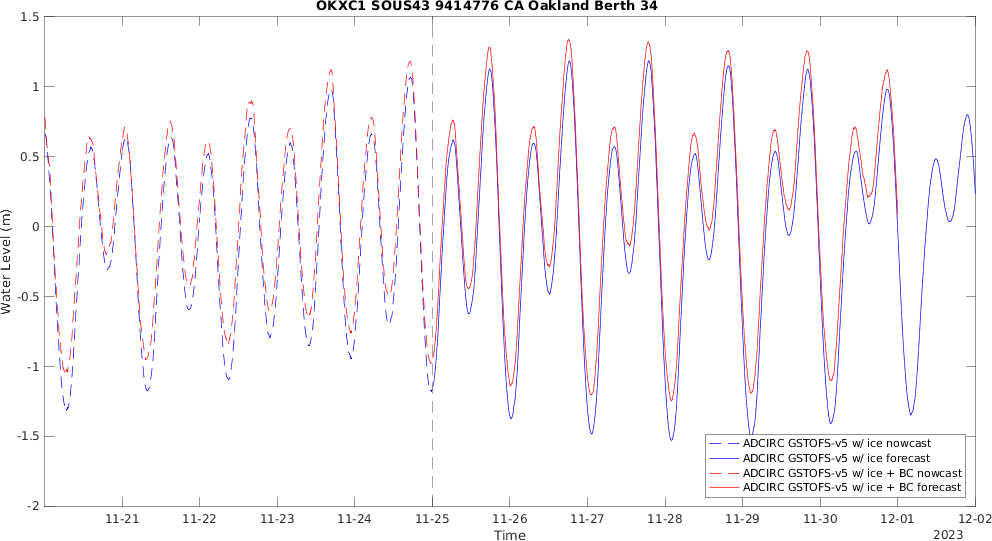 OKXC1 SOUS43 9414776 CA Oakland Berth 34
1.5
1
0.5
0
-0.5
-1
-1.5
-2
Water Level (m)
11-21 11-22 11-23 11-24 11-25 11-26 11-27 11-28 11-29 11-30 12-01 12-02
Time
2023
ADCIRC GSTOFS-v5 w/ ice nowcast
ADCIRC GSTOFS-v5 w/ ice forecast
ADCIRC GSTOFS-v5 w/ ice + BC nowcast
ADCIRC GSTOFS-v5 w/ ice + BC forecast